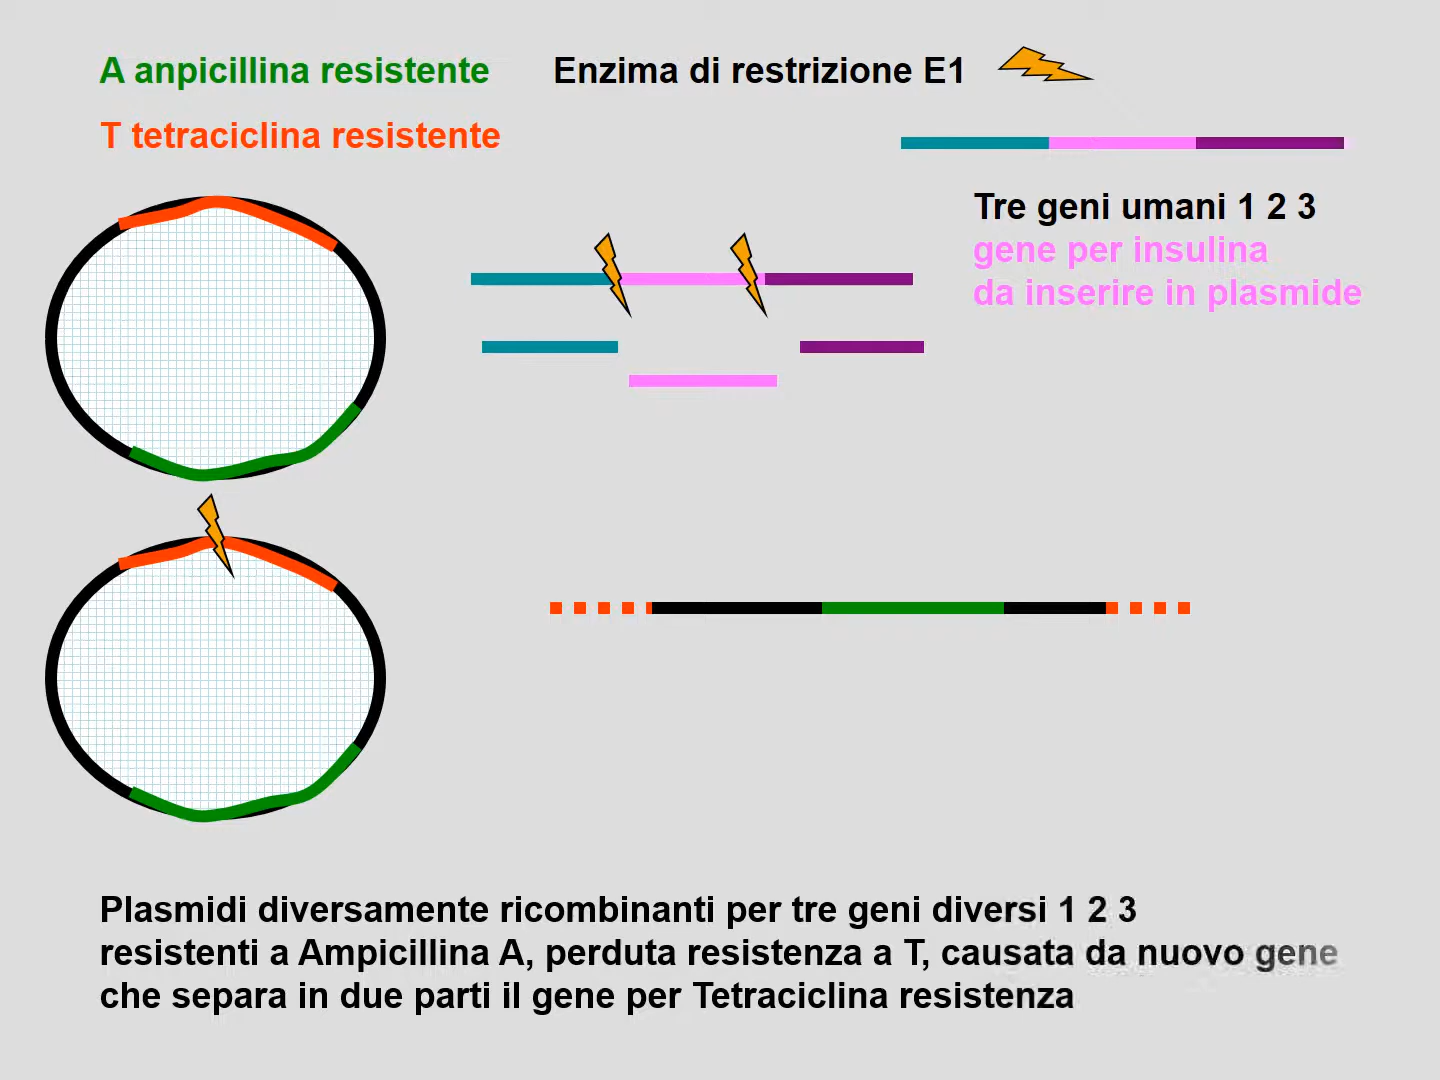 A anpicillina resistente
Enzima di restrizione E1
T tetraciclina resistente
Tre geni umani 1 2 3
gene per insulina
da inserire in plasmide
Plasmidi diversamente ricombinanti per tre geni diversi 1 2 3
resistenti a Ampicillina A, perduta resistenza a T, causata da nuovo gene
che separa in due parti il gene per Tetraciclina resistenza